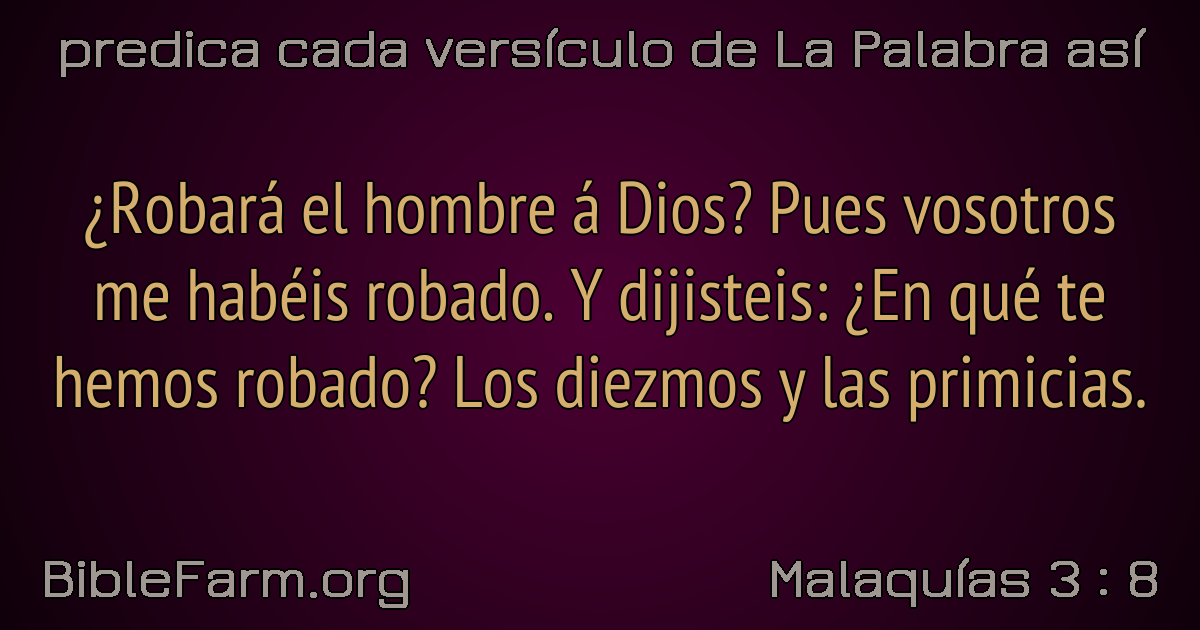 predica cada versículo de La Palabra así
¿Robará el hombre á Dios? Pues vosotros
me habéis robado. Y dijisteis: ¿En qué te
hemos robado? Los diezmos y las primicias.
BibleFarm.org
Malaquías 3 : 8